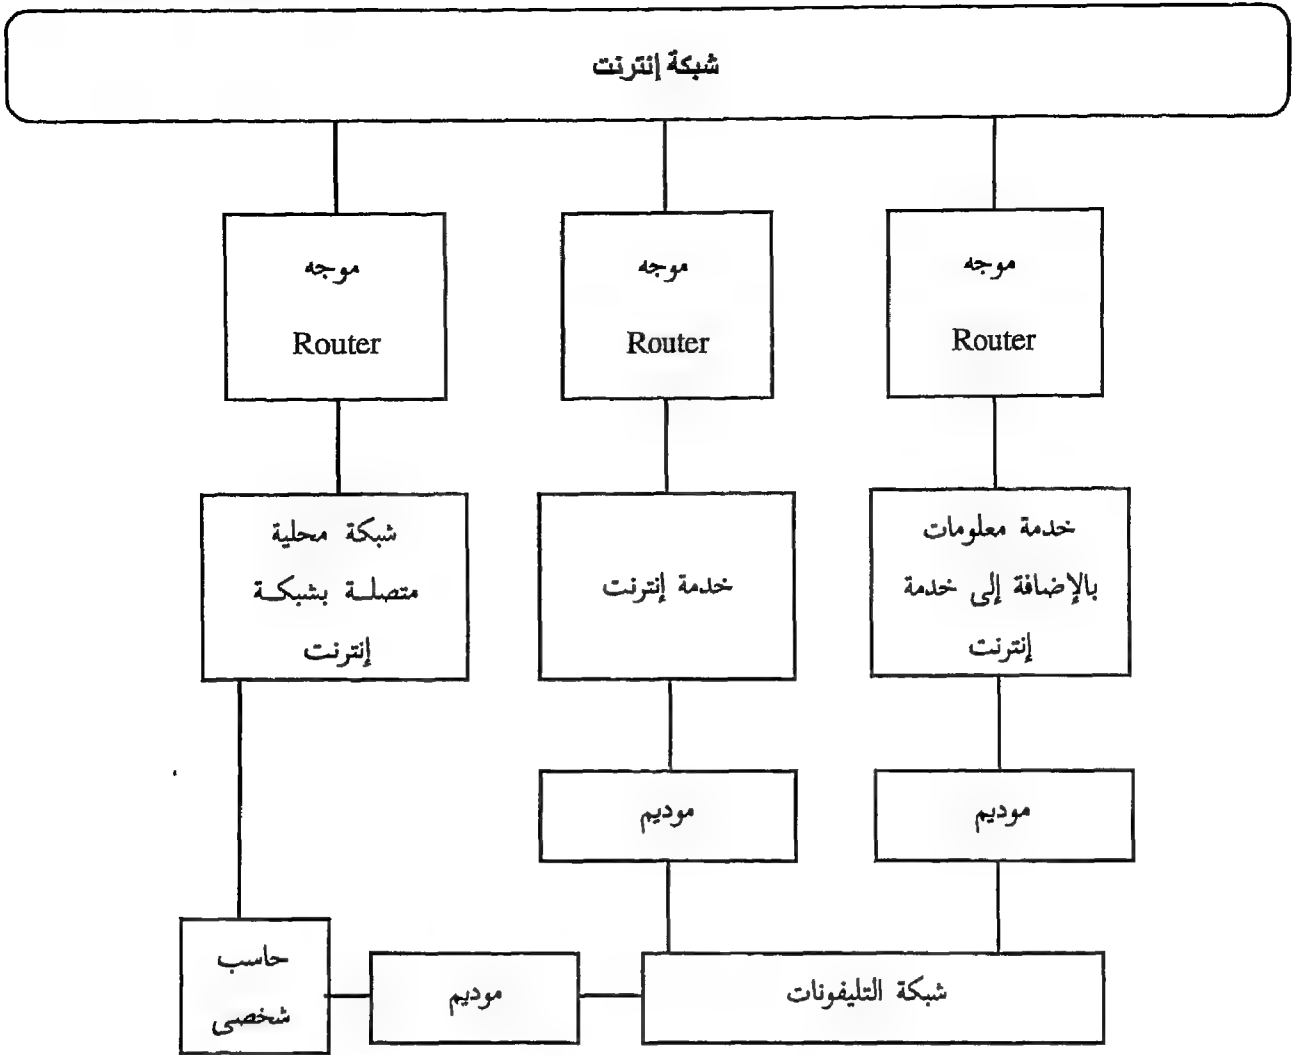 شبكة إنترنت
موجه
Router
موجه
Router
موجه
Router
خدمة معلومات
بالإضافة إلى خدمة
إنترنت
خدمة إنترنت
شبكة محلية
متصلة بشبكة
إنترنت
موديم
موديم
شبكة التليفونات
موديم
حاسب
شخصى